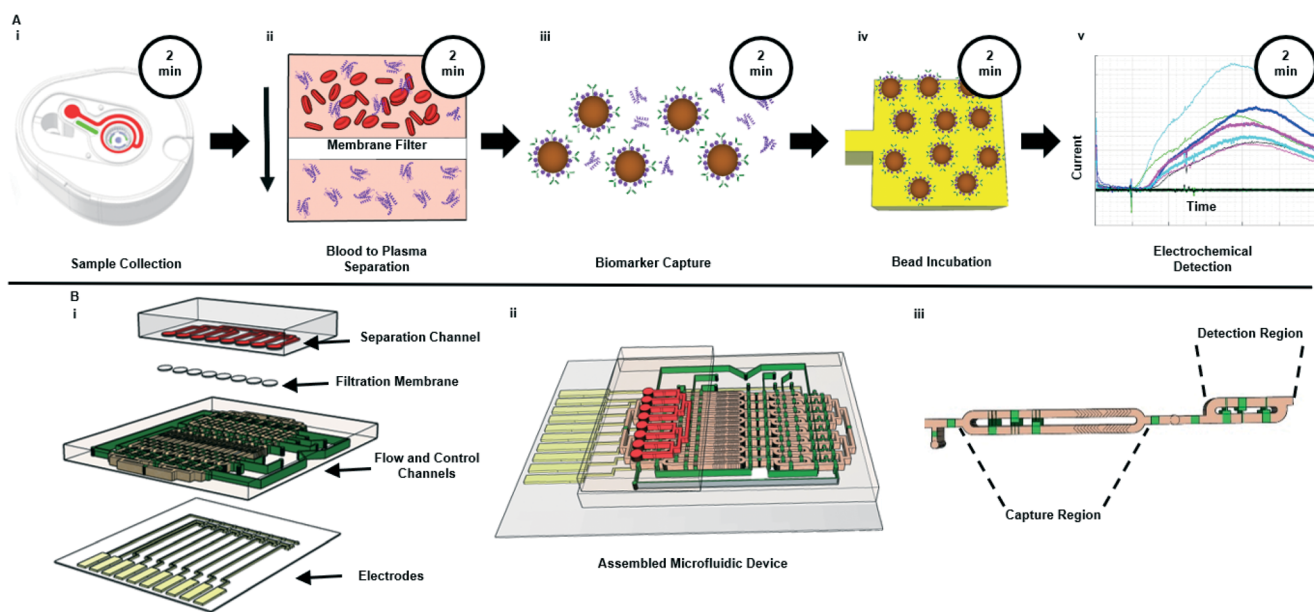 A
i
2
min
ii
2
min
iii
2
min
iv
2
min
v
2
min
Membrane Filter
Current
Time
Sample Collection
Blood to Plasma
Separation
Biomarker Capture
Bead Incubation
Electrochemical
Detection
B
i
Separation Channel
Filtration Membrane
Flow and Control
Channels
Electrodes
ii
Assembled Microfluidic Device
iii
Detection Region
Capture Region